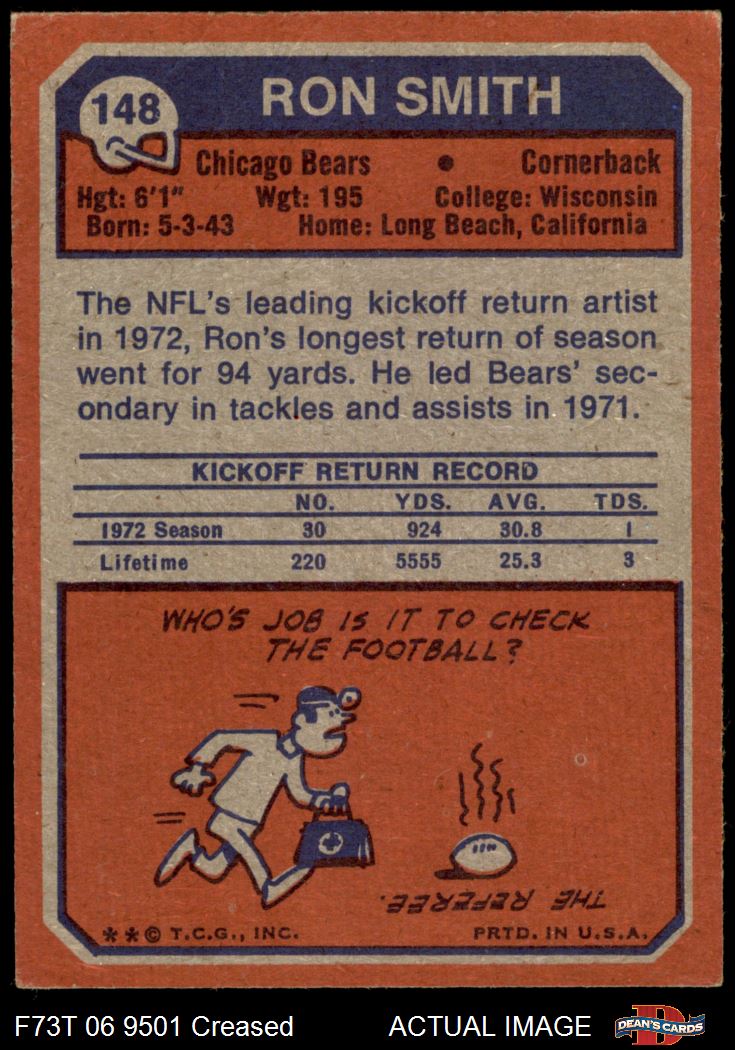 148
RON SMITH
Chicago Bears • Cornerback
Hgt: 6'1" Wgt: 195 College: Wisconsin
Born: 5-3-43 Home: Long Beach, California
The NFL's leading kickoff return artist
in 1972, Ron's longest return of season
went for 94 yards. He led Bears' sec-
ondary in tackles and assists in 1971.
KICKOFF RETURN RECORD
NO. YDS. AVG. TDS.
1972 Season 30 924 30.8 1
Lifetime 220 5555 25.3 3
WHO'S JOB IS IT TO CHECK
THE FOOTBALL?
THE REFEREE.
**© T.C.G., INC. PRTD. IN U.S.A.
F73T 06 9501 Creased ACTUAL IMAGE DEAN'S CARDS